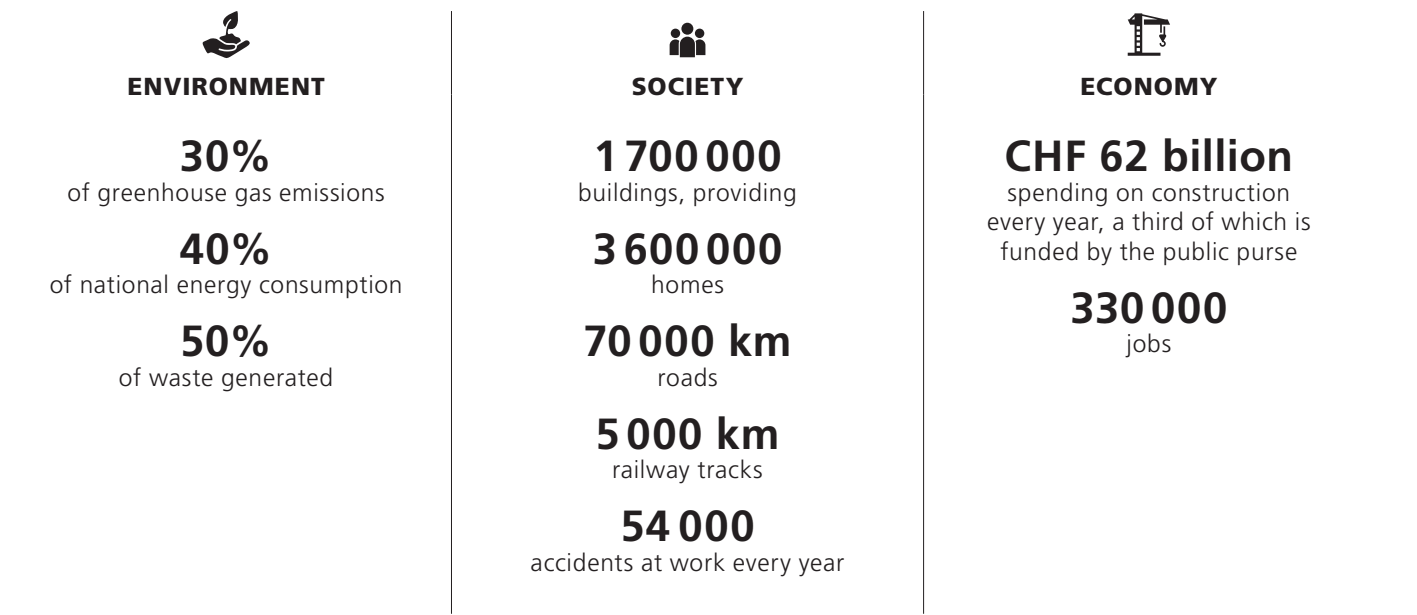 ENVIRONMENT
30%
of greenhouse gas emissions
40%
of national energy consumption
50%
of waste generated
SOCIETY
1 700 000
buildings, providing
3 600 000
homes
70 000 km
roads
5 000 km
railway tracks
54 000
accidents at work every year
ECONOMY
CHF 62 billion
spending on construction
every year, a third of which is
funded by the public purse
330 000
jobs